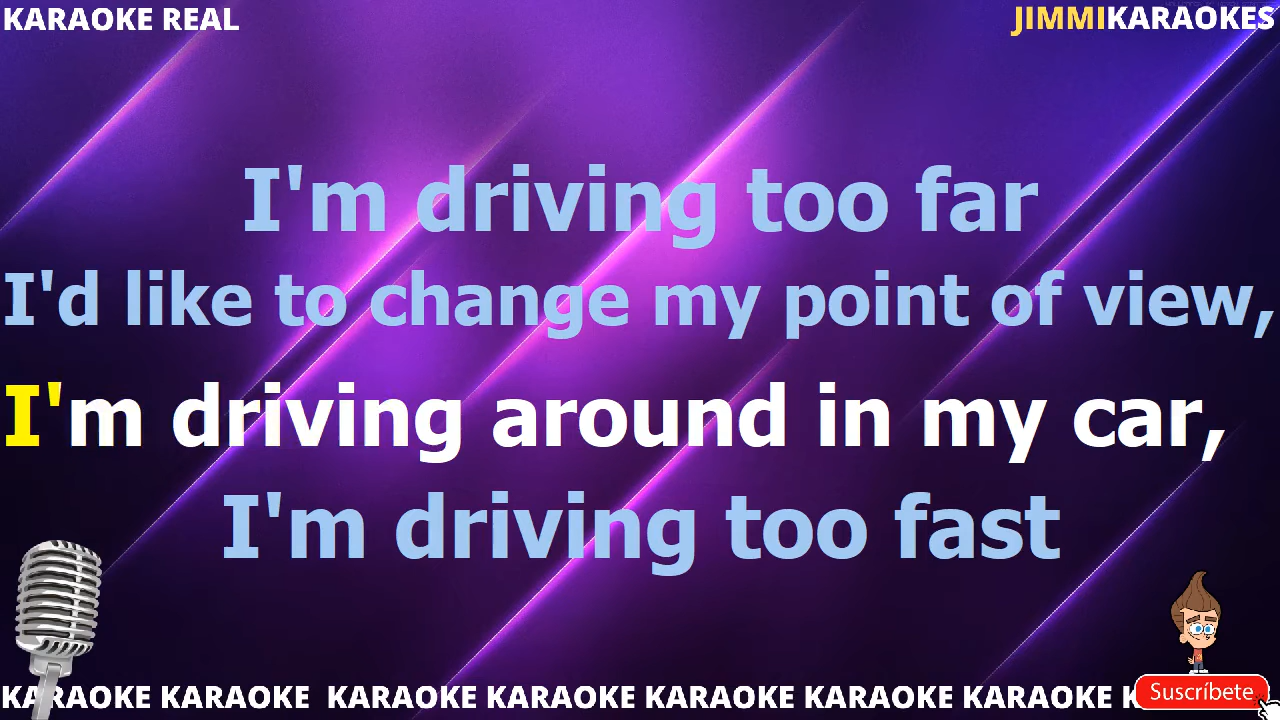 KARAOKE REAL
JIMMIKARAOKES
I'm driving too far
I'd like to change my point of view,
I'm driving around in my car,
I'm driving too fast
KARAOKE KARAOKE KARAOKE KARAOKE KARAOKE KARAOKE KARAOKE K
Suscríbete